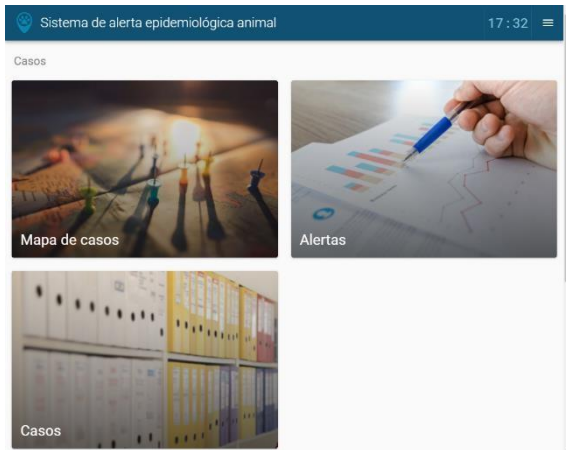 Sistema de alerta epidemiológica animal
17 : 32
Casos
Mapa de casos
Alertas
Casos